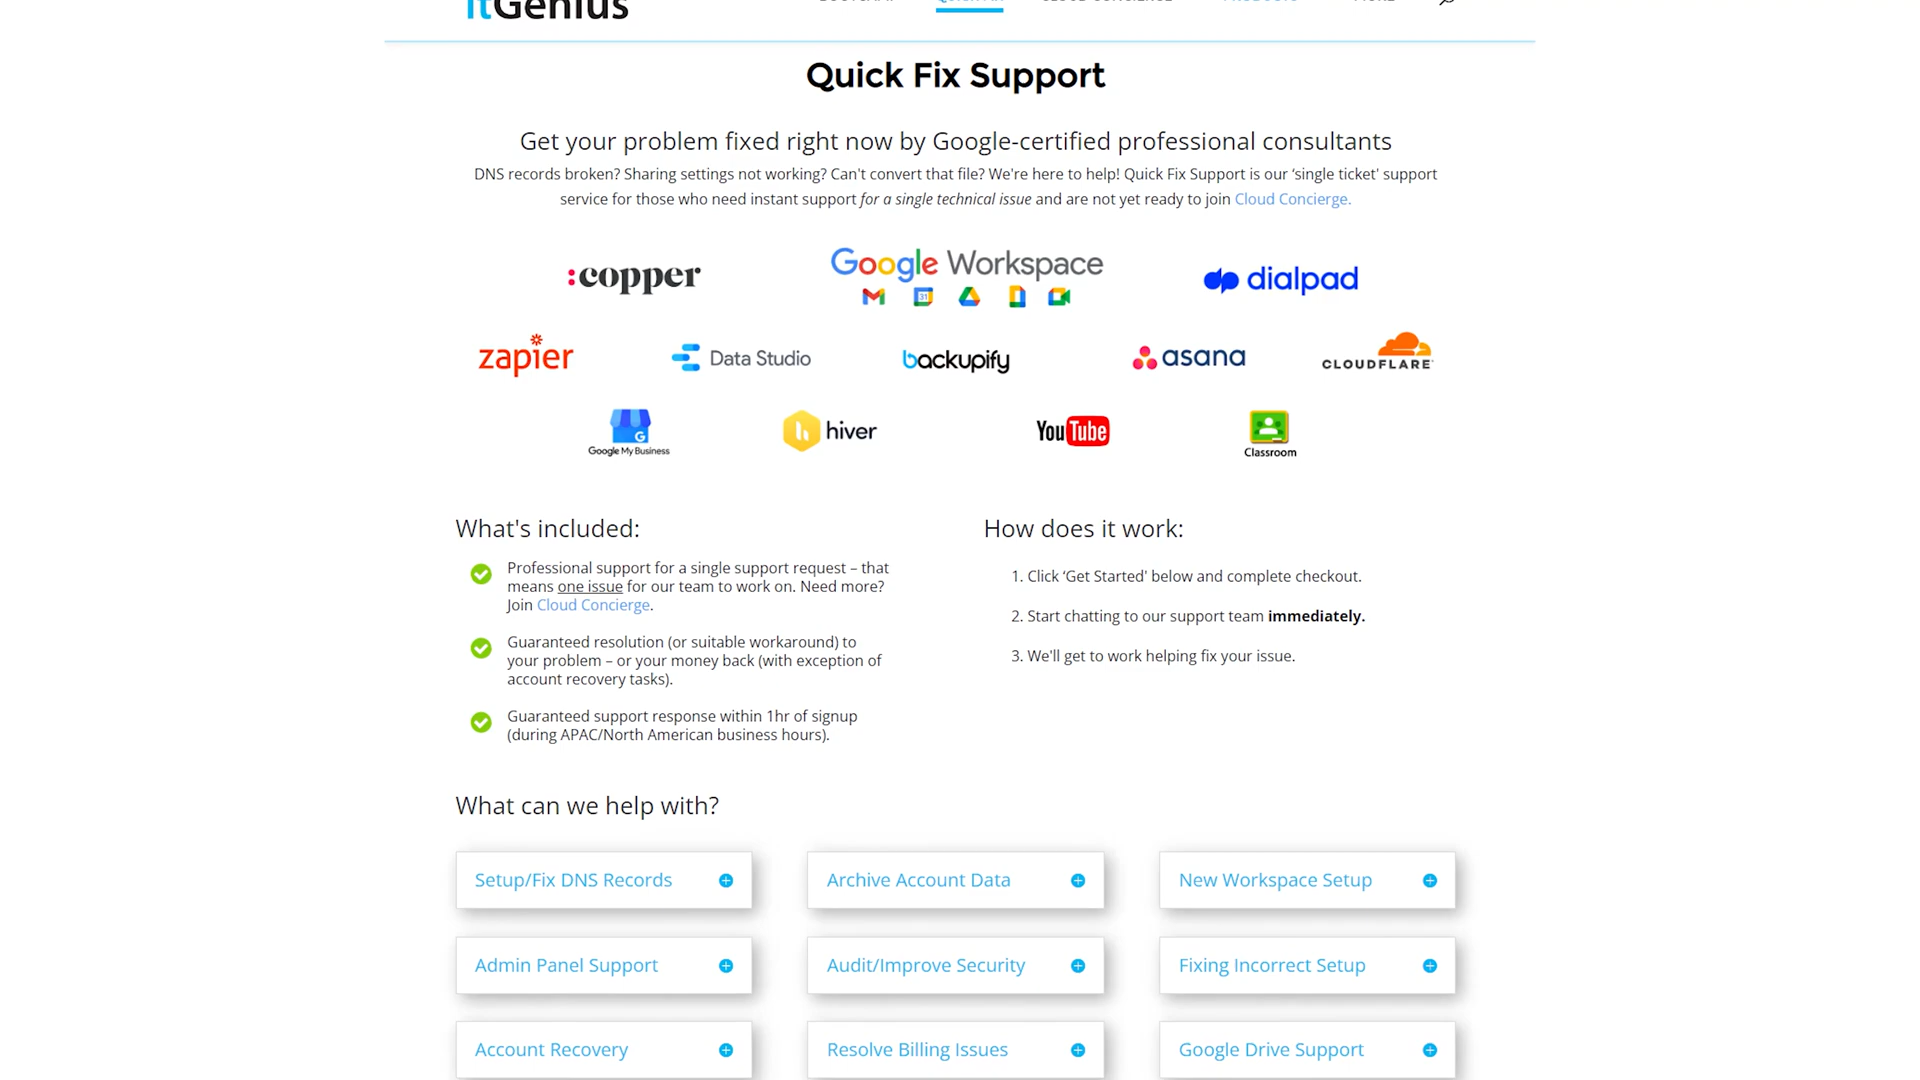 itGenius
Quick Fix Support
Get your problem fixed right now by Google-certified professional consultants
DNS records broken? Sharing settings not working? Can't convert that file? We're here to help! Quick Fix Support is our ‘single ticket' support
service for those who need instant support for a single technical issue and are not yet ready to join Cloud Concierge.
:copper
Google Workspace
31
dialpad
zapier
Data Studio
backupify
asana
CLOUDFLARE
G
Google My Business
h hiver
YouTube
Classroom
What's included:
Professional support for a single support request – that
means one issue for our team to work on. Need more?
Join Cloud Concierge.
Guaranteed resolution (or suitable workaround) to
your problem – or your money back (with exception of
account recovery tasks).
Guaranteed support response within 1hr of signup
(during APAC/North American business hours).
How does it work:
1. Click ‘Get Started' below and complete checkout.
2. Start chatting to our support team immediately.
3. We'll get to work helping fix your issue.
What can we help with?
Setup/Fix DNS Records
Archive Account Data
New Workspace Setup
Admin Panel Support
Audit/Improve Security
Fixing Incorrect Setup
Account Recovery
Resolve Billing Issues
Google Drive Support